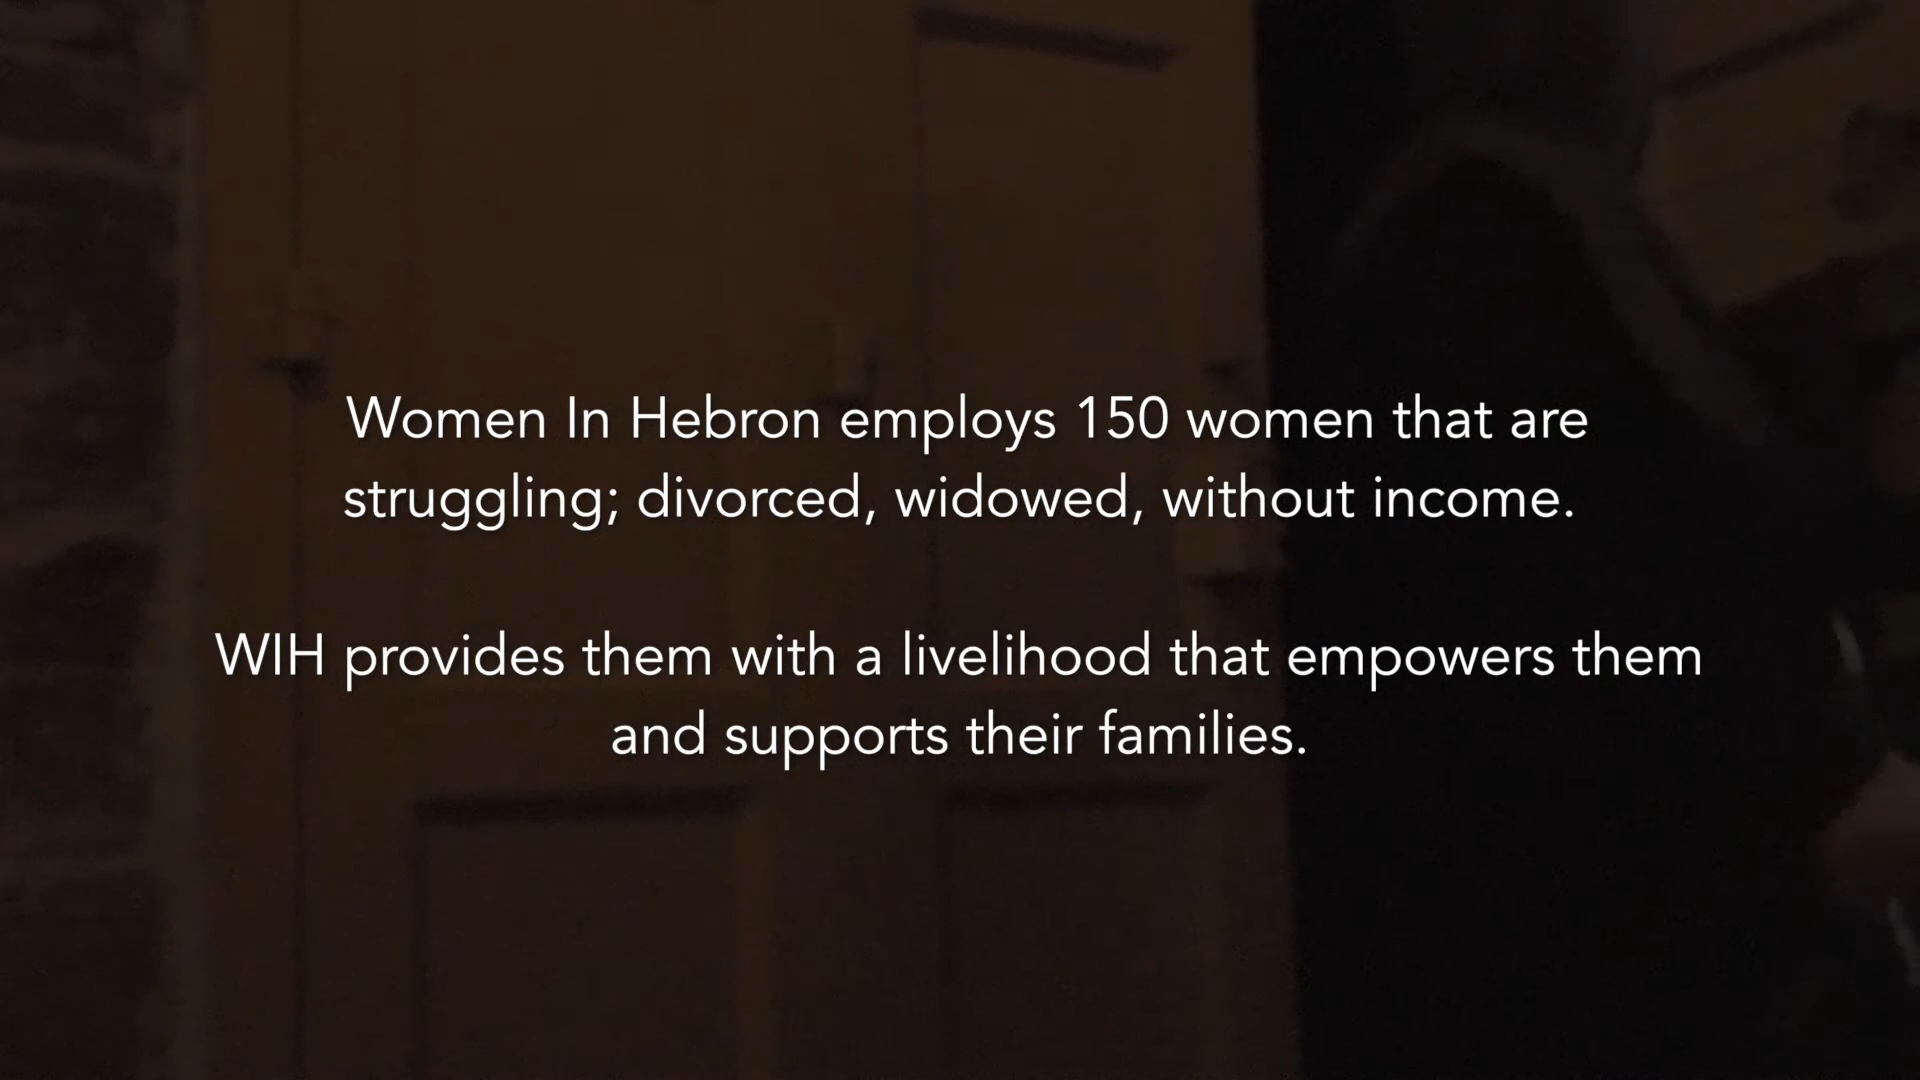 Women In Hebron employs 150 women that are
struggling; divorced, widowed, without income.
WIH provides them with a livelihood that empowers them
and supports their families.